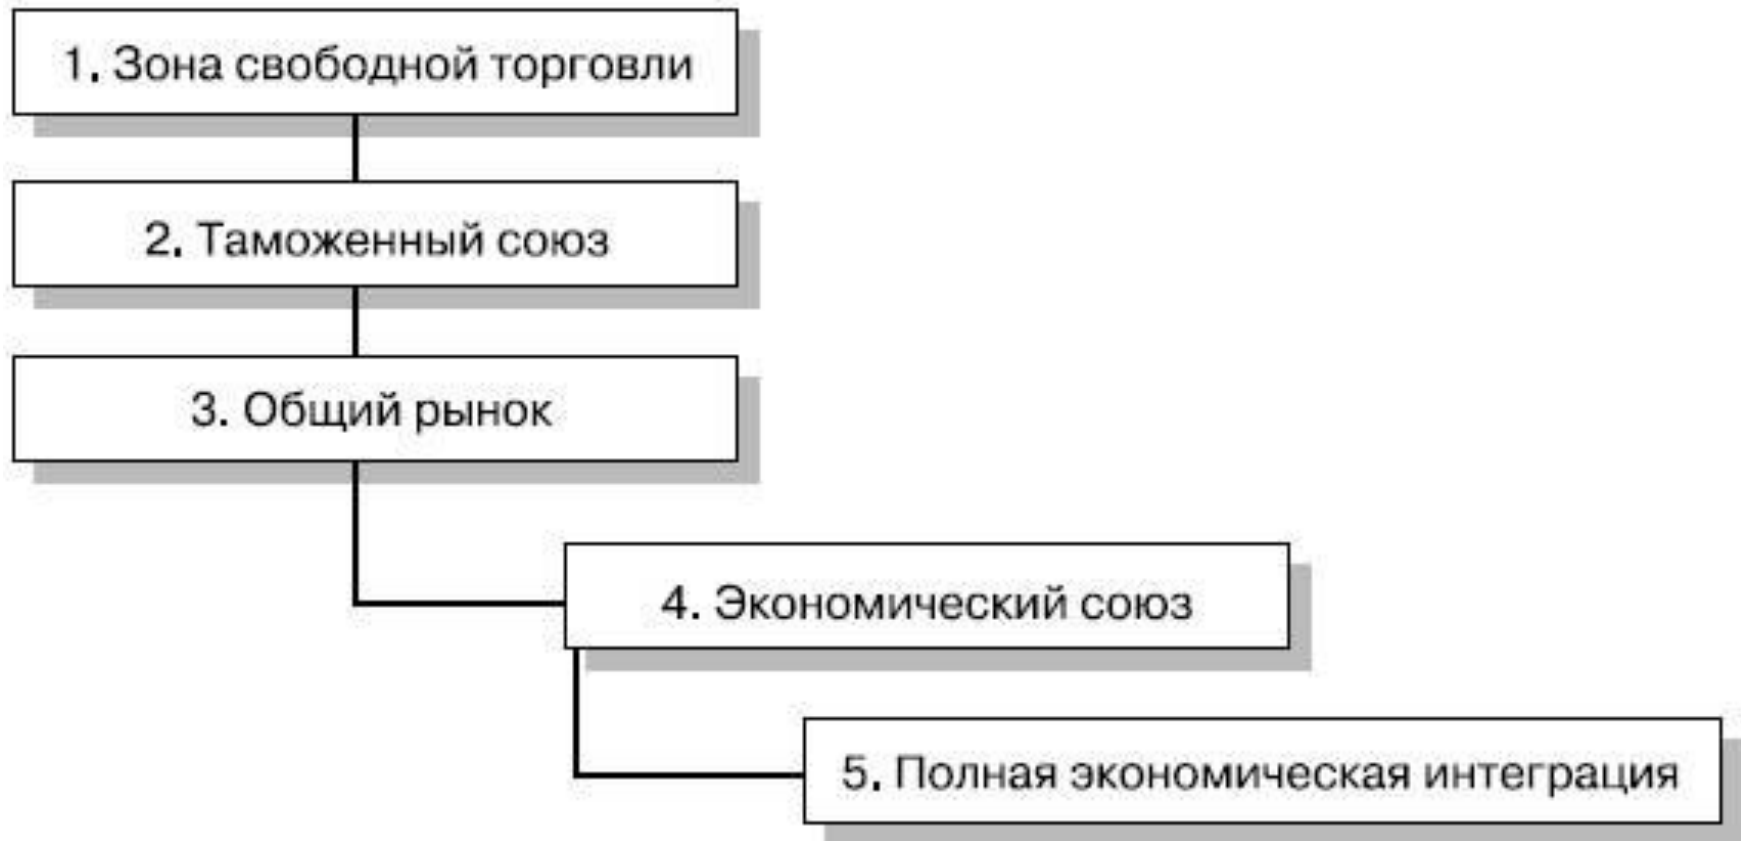 1. Зона свободной торговли
2. Таможенный союз
3. Общий рынок
4. Экономический союз
5. Полная экономическая интеграция